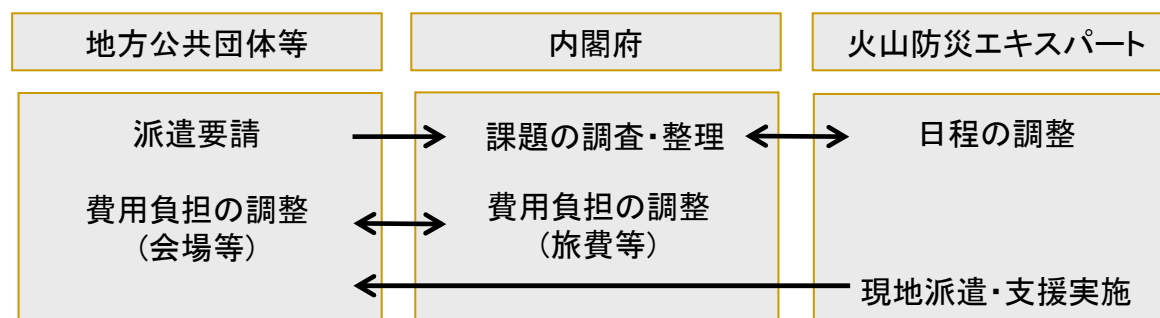 地方公共団体等
内閣府
火山防災エキスパート
派遣要請
課題の調査・整理
日程の調整
費用負担の調整
(会場等)
費用負担の調整
(旅費等)
現地派遣・支援実施